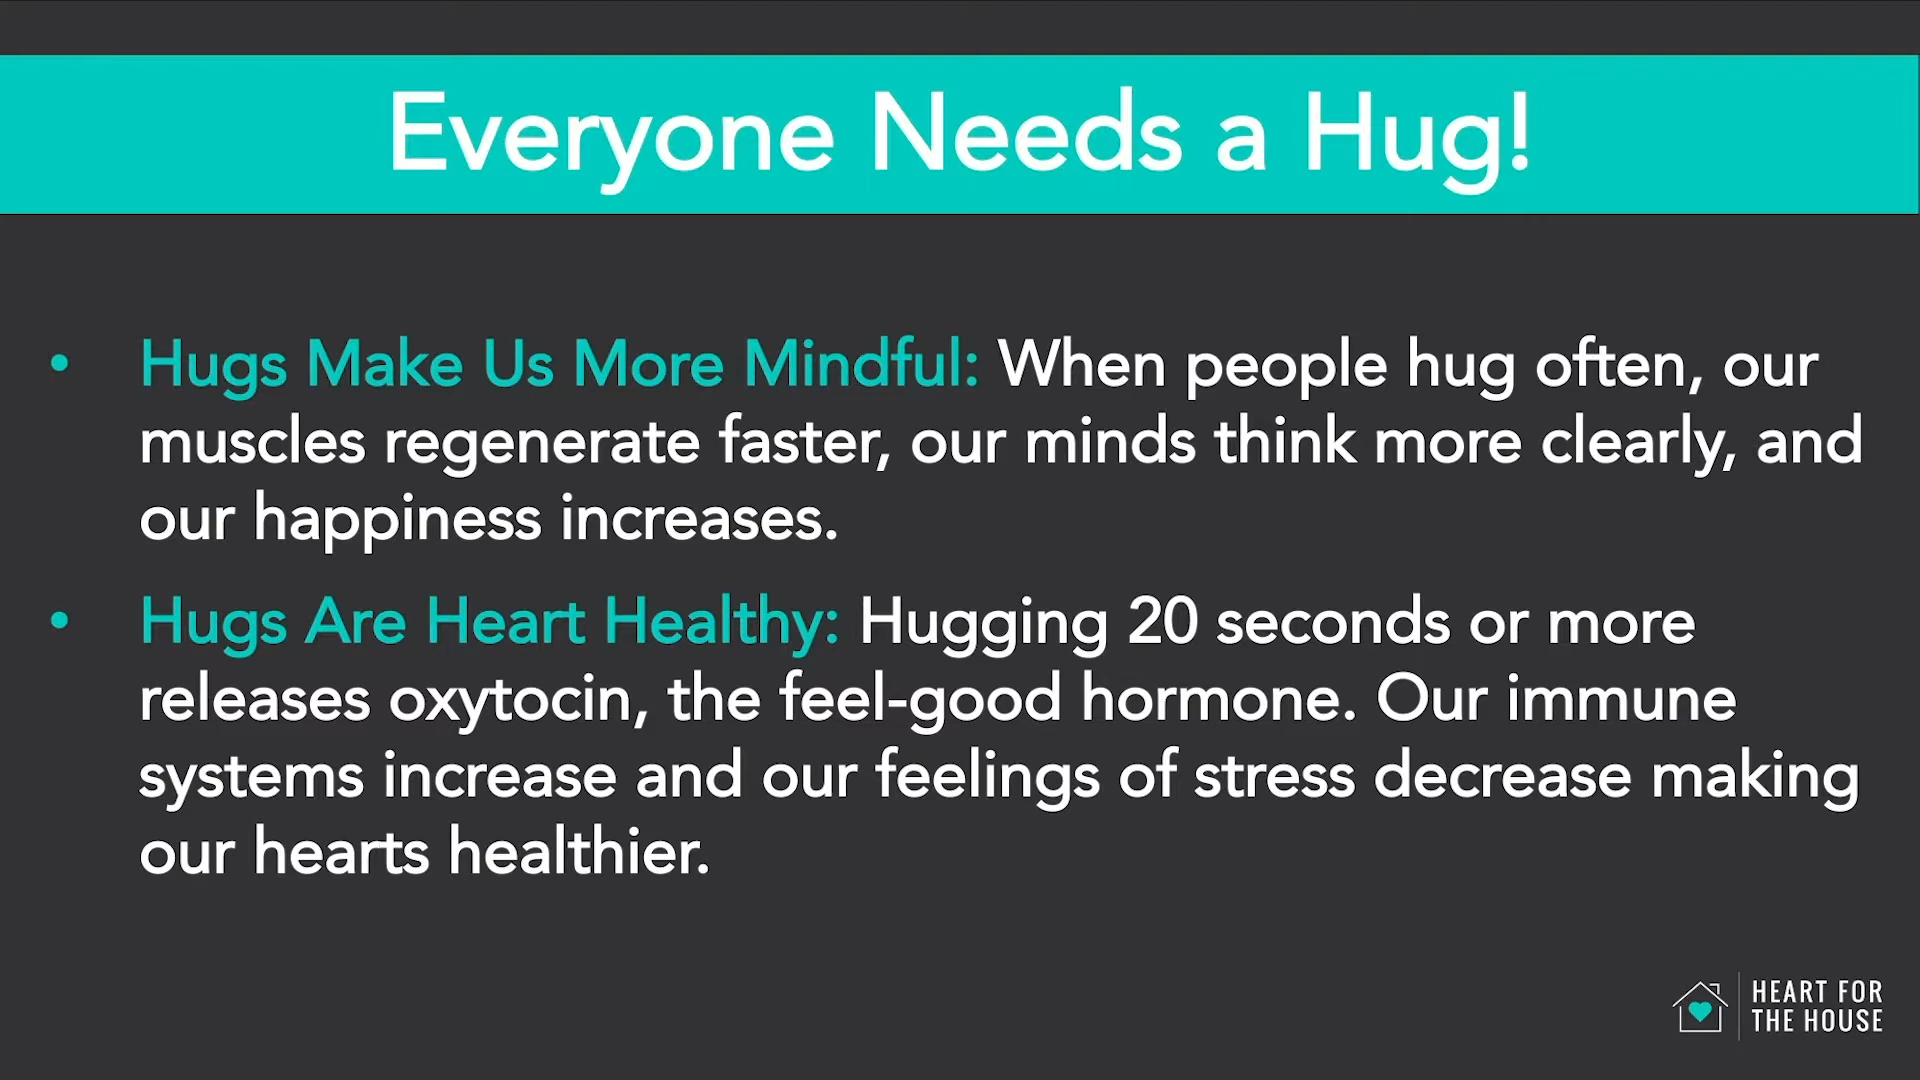 Everyone Needs a Hug!
• Hugs Make Us More Mindful: When people hug often, our
muscles regenerate faster, our minds think more clearly, and
our happiness increases.
• Hugs Are Heart Healthy: Hugging 20 seconds or more
releases oxytocin, the feel-good hormone. Our immune
systems increase and our feelings of stress decrease making
our hearts healthier.
HEART FOR
THE HOUSE